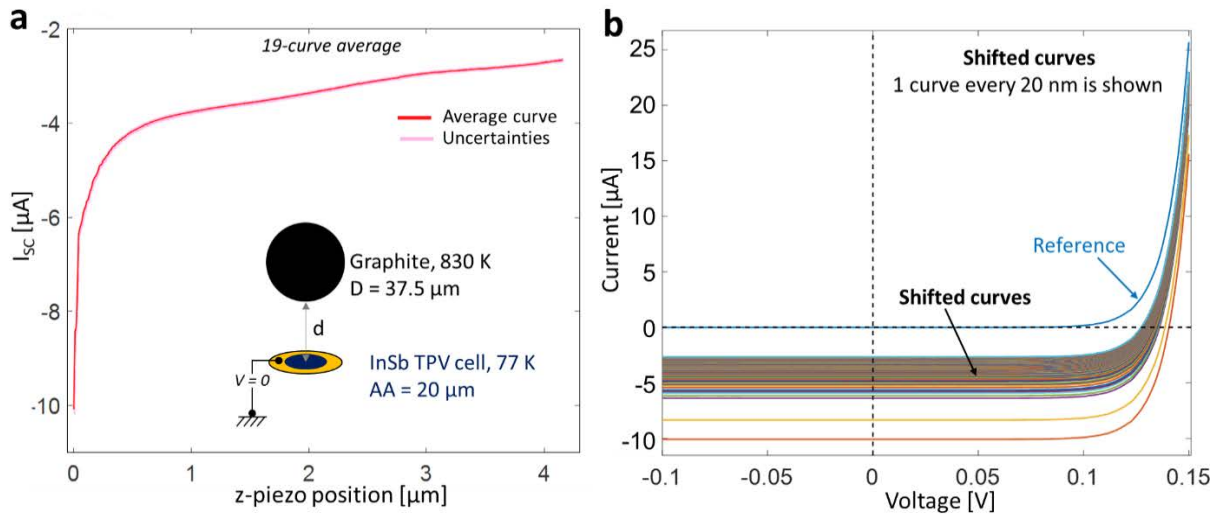 a
19-curve average
Average curve
Uncertainties
Graphite, 830 K
D = 37.5 µm
d
V = 0
InSb TPV cell, 77 K
AA = 20 µm
I_SC [µA]
-2
-4
-6
-8
-10
0
1
2
3
4
z-piezo position [µm]
b
Shifted curves
1 curve every 20 nm is shown
Reference
Shifted curves
Current [µA]
25
20
15
10
5
0
-5
-10
-0.1
-0.05
0
0.05
0.1
0.15
Voltage [V]